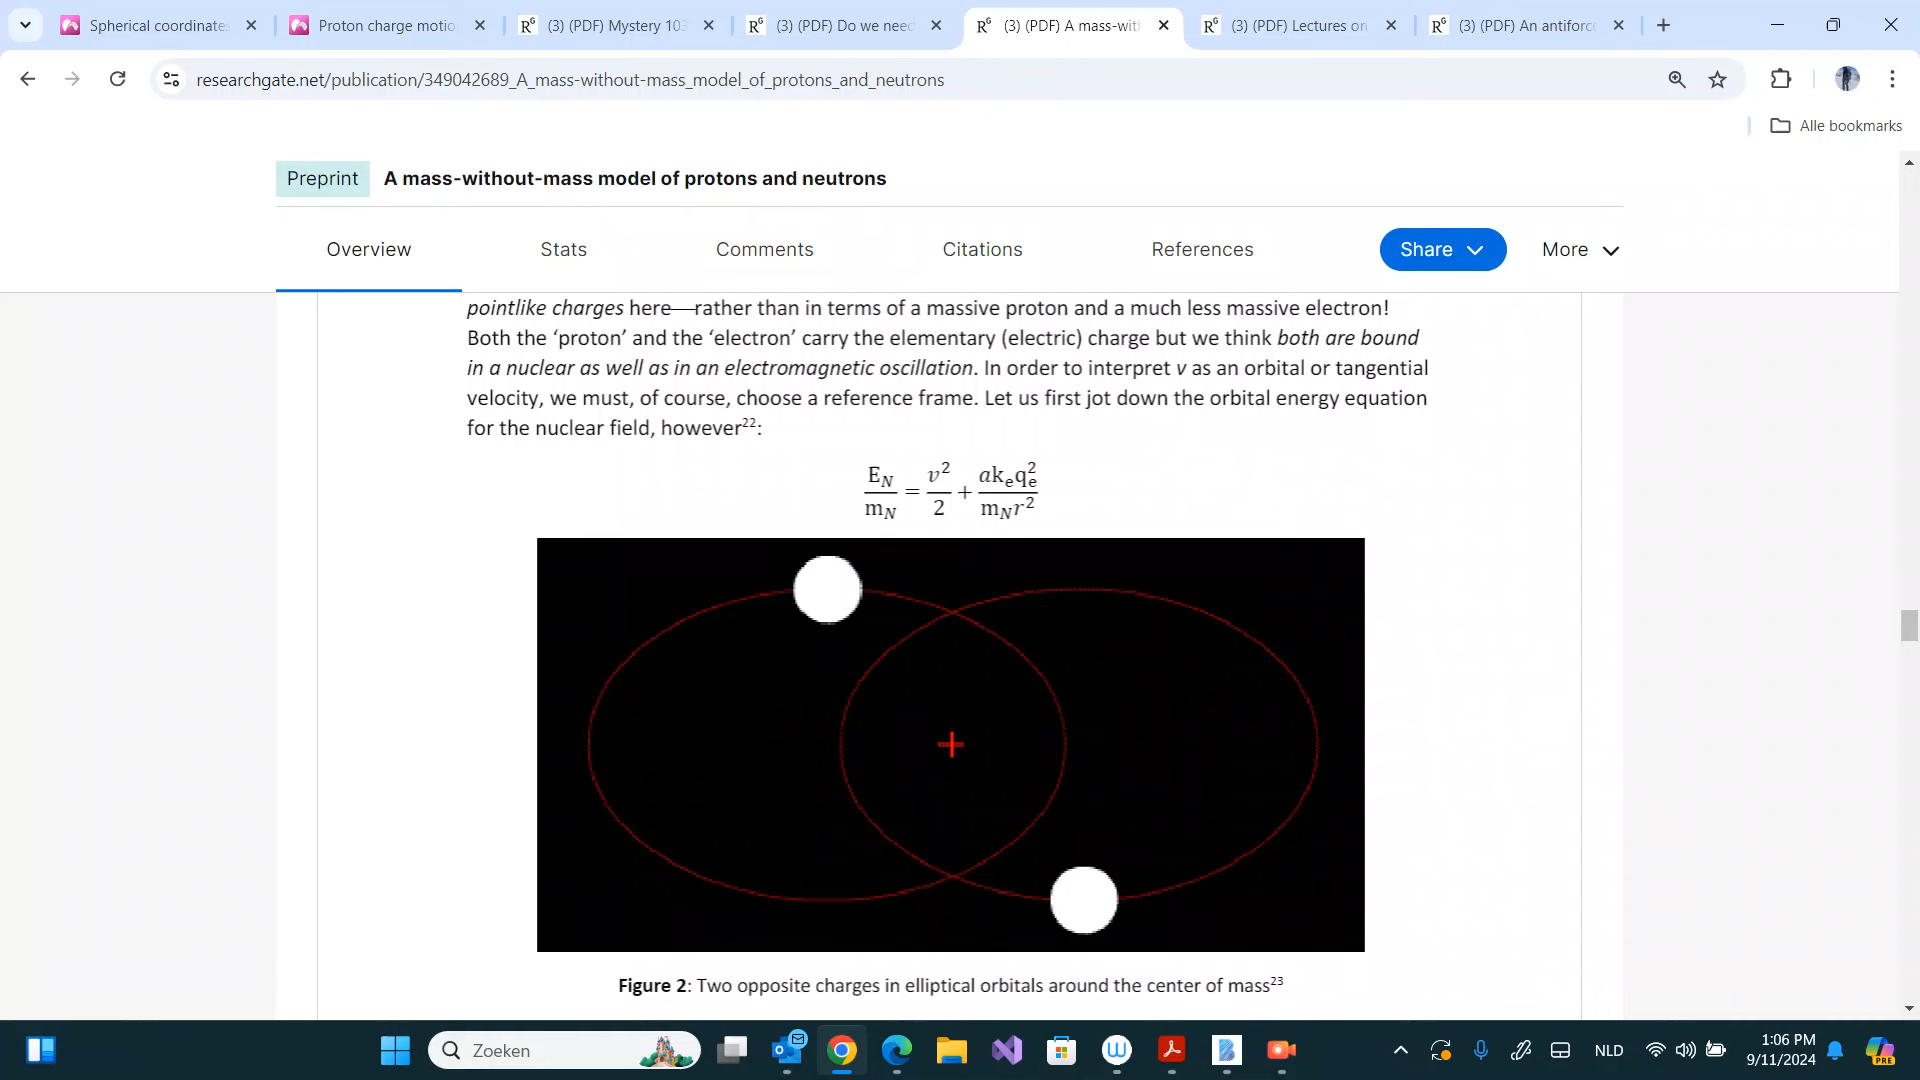 Spherical coordinates
Proton charge motio
(3) (PDF) Mystery 103
(3) (PDF) Do we need
(3) (PDF) A mass-with
(3) (PDF) Lectures on
(3) (PDF) An antiforce
researchgate.net/publication/349042689_A_mass-without-mass_model_of_protons_and_neutrons
Alle bookmarks
Preprint A mass-without-mass model of protons and neutrons
Overview Stats Comments Citations References Share More
pointlike charges here—rather than in terms of a massive proton and a much less massive electron!
Both the ‘proton’ and the ‘electron’ carry the elementary (electric) charge but we think both are bound
in a nuclear as well as in an electromagnetic oscillation. In order to interpret v as an orbital or tangential
velocity, we must, of course, choose a reference frame. Let us first jot down the orbital energy equation
for the nuclear field, however²²:
E_N/m_N = v²/2 + ak_eq_e²/m_Nr²
Figure 2: Two opposite charges in elliptical orbitals around the center of mass²³
Zoeken
NLD
1:06 PM
9/11/2024
PRE